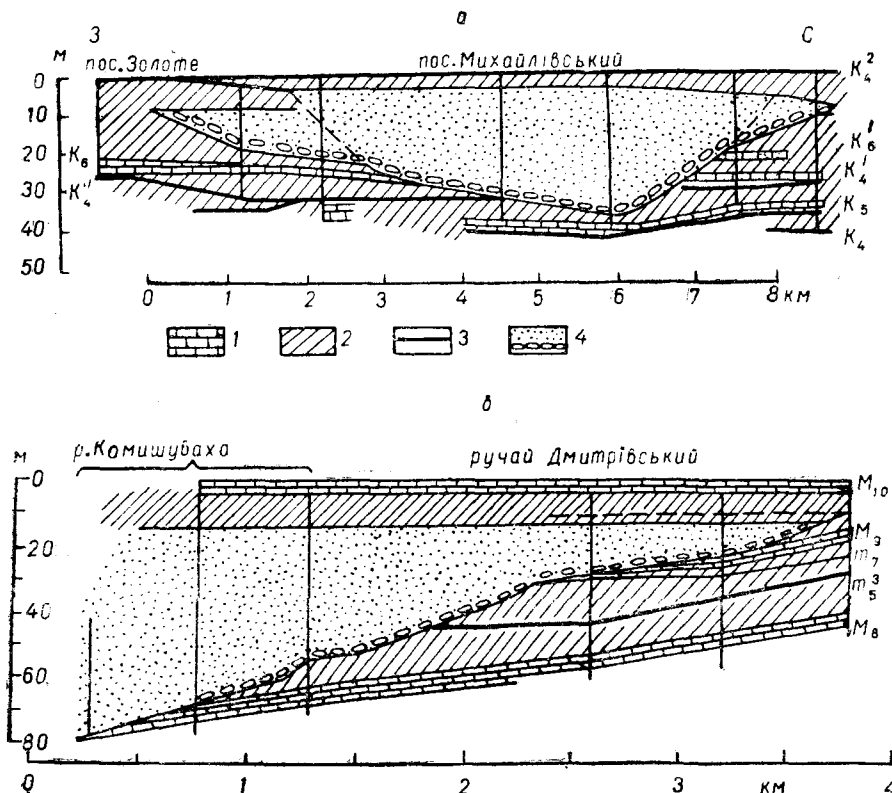 а
З С
м пос.Золоте пос.Михайлівський
0 K₄²
10
20 K₆ K₆¹
30 K₄¹ K₄¹
40 K₅
50 K₄
0 1 2 3 4 5 6 7 8 км
1 2 3 4
б
р.Комишуваха ручай Дмитрівський
м
0 M₁₀
20 M₉
m₇
40 m₅³
60 M₈
80
0 1 2 3 км 4